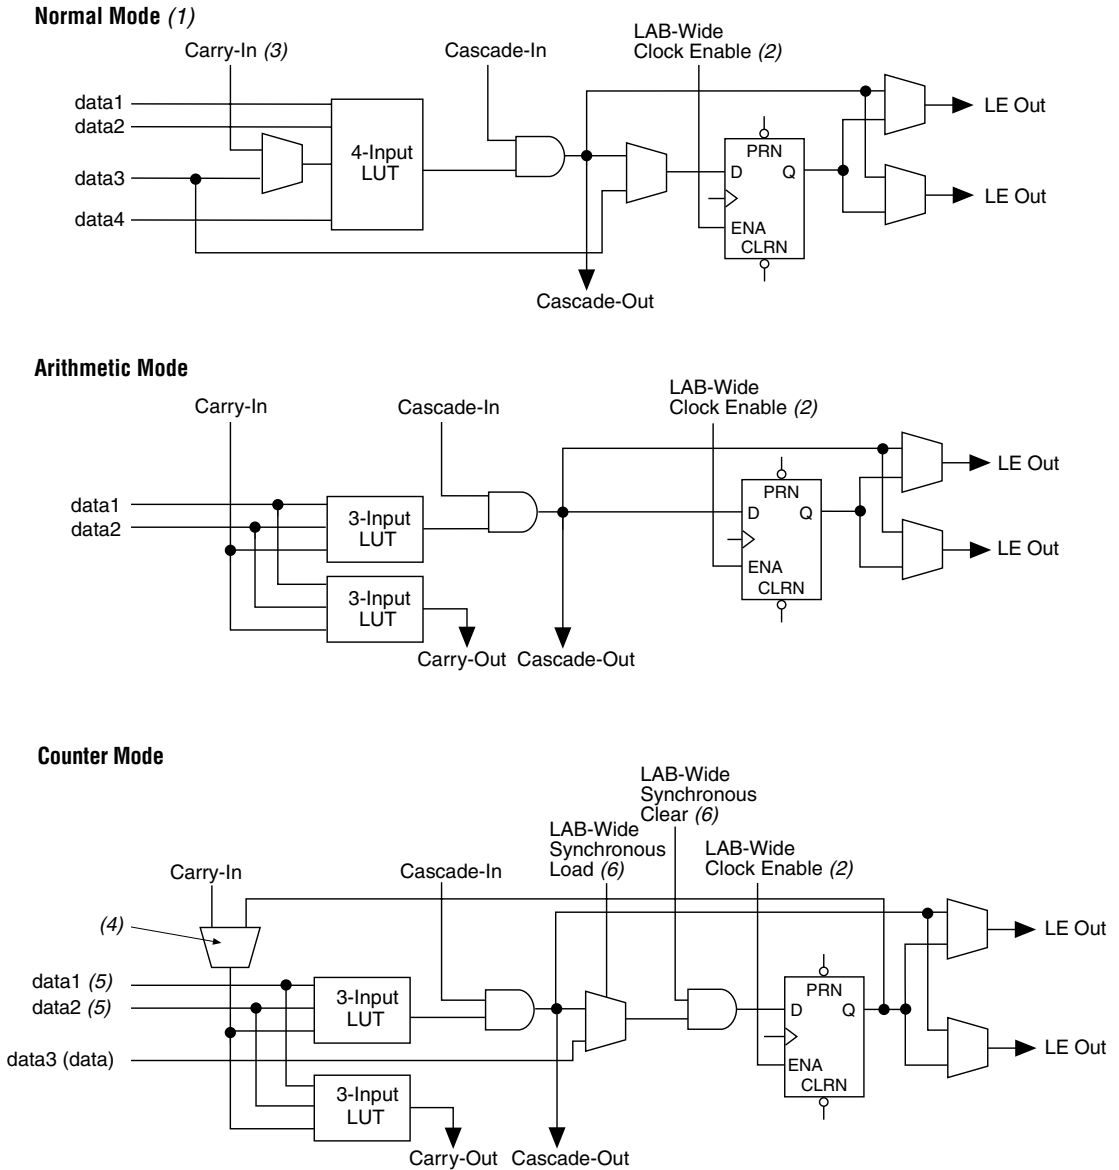 Normal Mode (1)
LAB-Wide
Clock Enable (2)
Carry-In (3)
Cascade-In
data1
data2
data3
data4
4-Input
LUT
PRN
D
Q
ENA
CLRN
LE Out
LE Out
Cascade-Out
Arithmetic Mode
LAB-Wide
Clock Enable (2)
Carry-In
Cascade-In
data1
data2
3-Input
LUT
3-Input
LUT
PRN
D
Q
ENA
CLRN
LE Out
LE Out
Carry-Out
Cascade-Out
Counter Mode
LAB-Wide
Synchronous
Clear (6)
LAB-Wide
Synchronous
Load (6)
LAB-Wide
Clock Enable (2)
Carry-In
Cascade-In
(4)
data1 (5)
data2 (5)
data3 (data)
3-Input
LUT
3-Input
LUT
PRN
D
Q
ENA
CLRN
LE Out
LE Out
Carry-Out
Cascade-Out